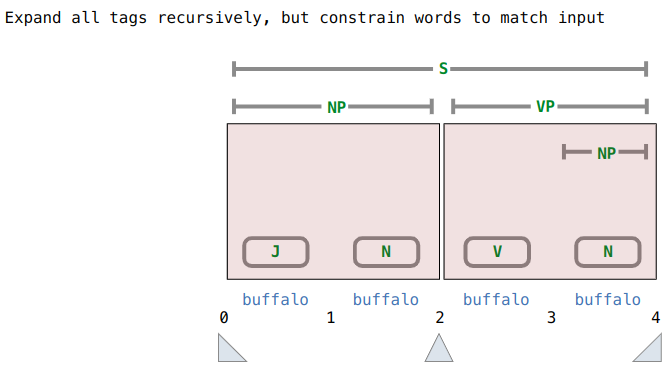 Expand all tags recursively, but constrain words to match input
S
NP VP
NP
J N V N
buffalo buffalo buffalo buffalo
0 1 2 3 4